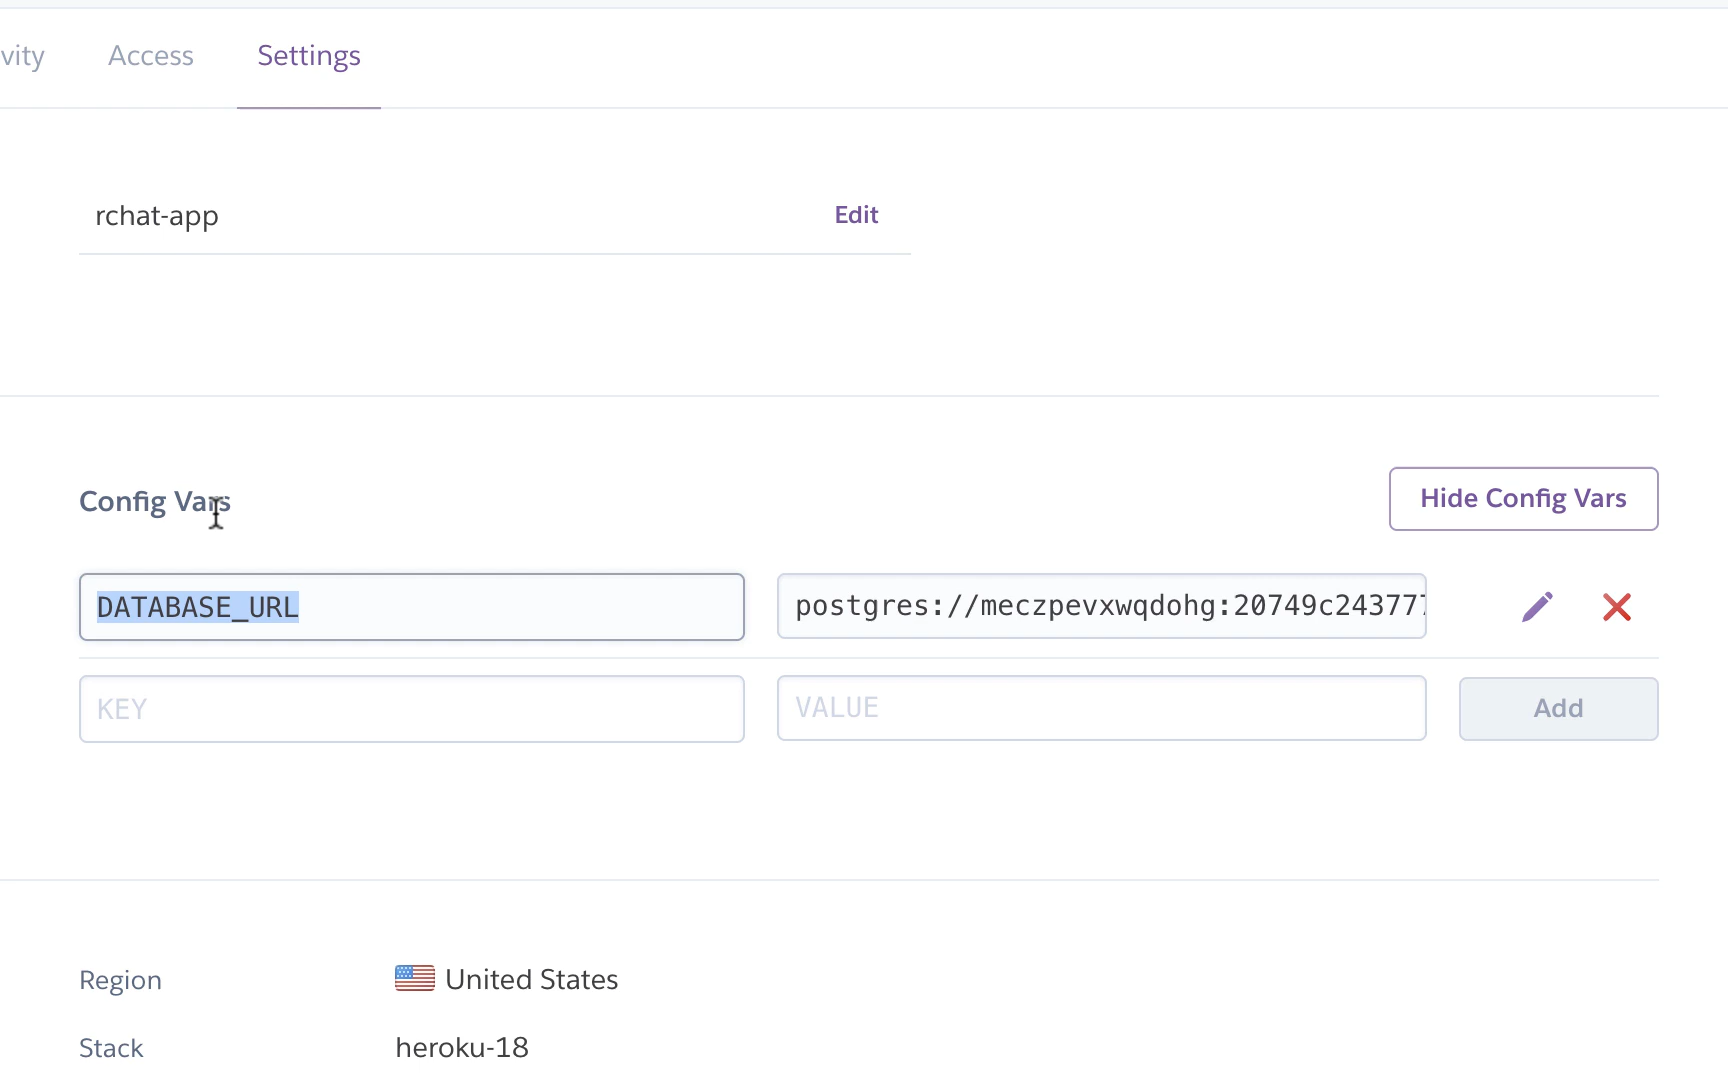 vity Access Settings
rchat-app Edit
Config Vars Hide Config Vars
DATABASE_URL postgres://meczpevxwqdohg:20749c243777
KEY VALUE Add
Region United States
Stack heroku-18